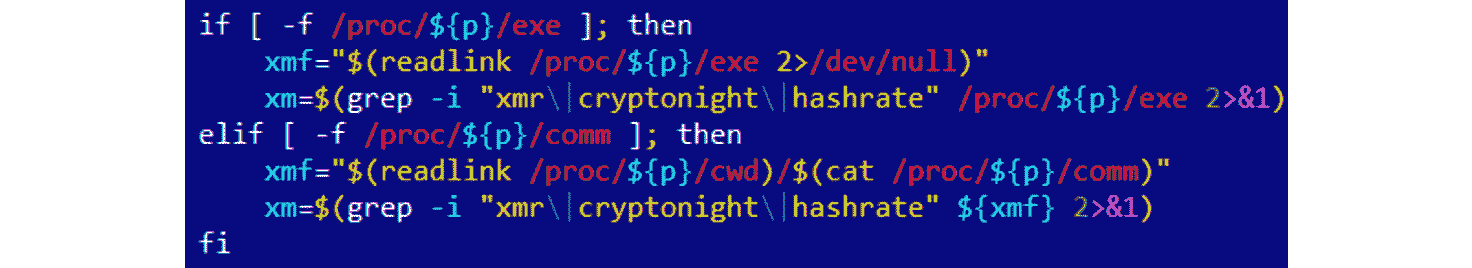 if [ -f /proc/${p}/exe ]; then
    xmf="$(readlink /proc/${p}/exe 2>/dev/null)"
    xm=$(grep -i "xmr\|cryptonight\|hashrate" /proc/${p}/exe 2>&1)
elif [ -f /proc/${p}/comm ]; then
    xmf="$(readlink /proc/${p}/cwd)/$(cat /proc/${p}/comm)"
    xm=$(grep -i "xmr\|cryptonight\|hashrate" ${xmf} 2>&1)
fi